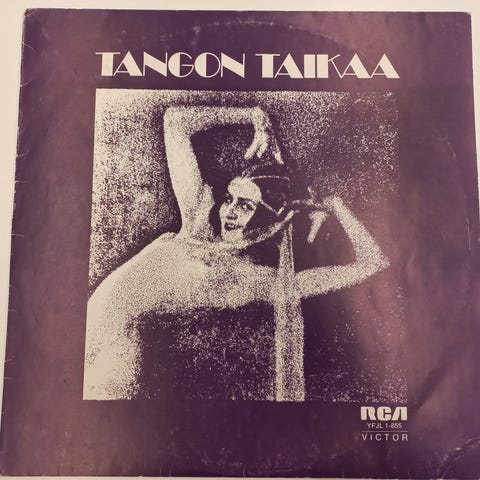 TANGON TAIKAA
RCA
YFJL 1-855
VICTOR